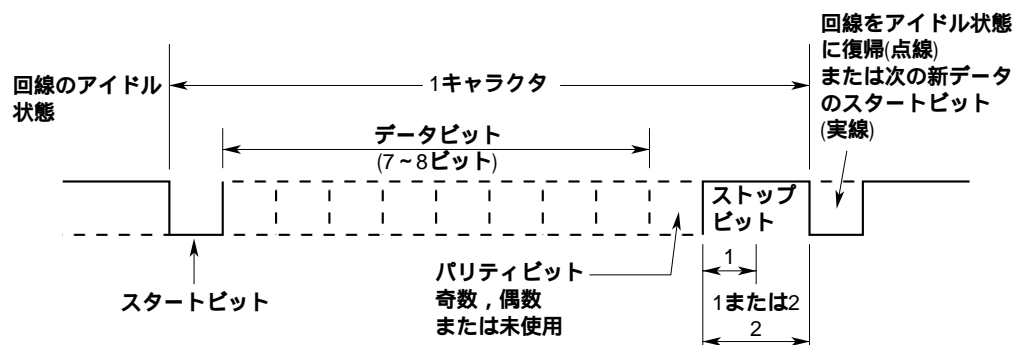 回線のアイドル
状態
1キャラクタ
回線をアイドル状態
に復帰(点線)
または次の新データ
のスタートビット
(実線)
データビット
(7~8ビット)
ストップ
ビット
スタートビット
パリティビット
奇数,偶数
または未使用
1
1または2
2